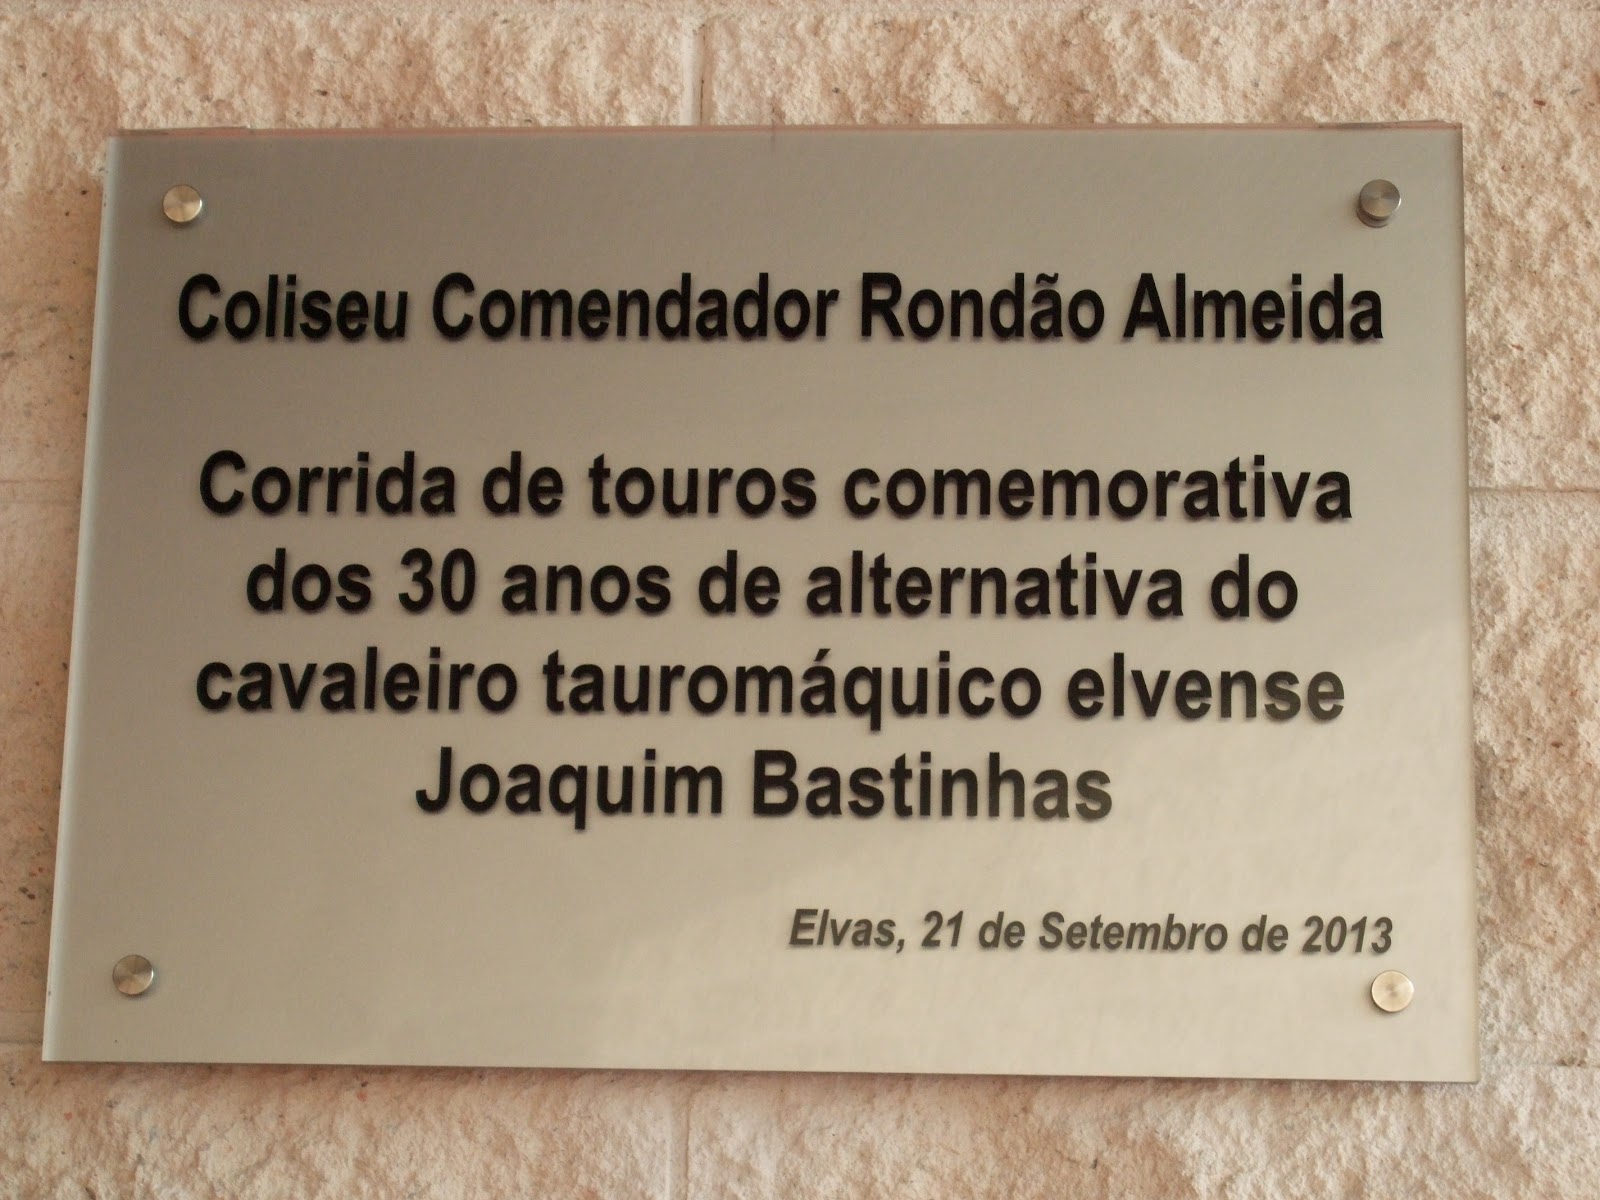 Coliseu Comendador Rondão Almeida
Corrida de touros comemorativa
dos 30 anos de alternativa do
cavaleiro tauromáquico elvense
Joaquim Bastinhas
Elvas, 21 de Setembro de 2013